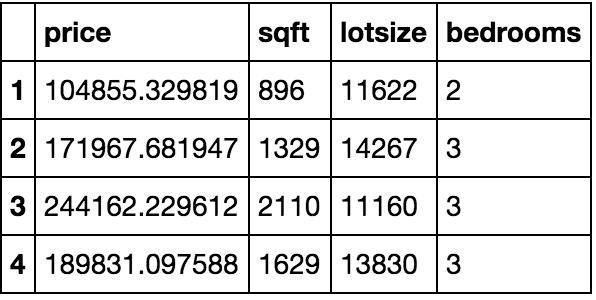 price sqft lotsize bedrooms
1 104855.329819 896 11622 2
2 171967.681947 1329 14267 3
3 244162.229612 2110 11160 3
4 189831.097588 1629 13830 3